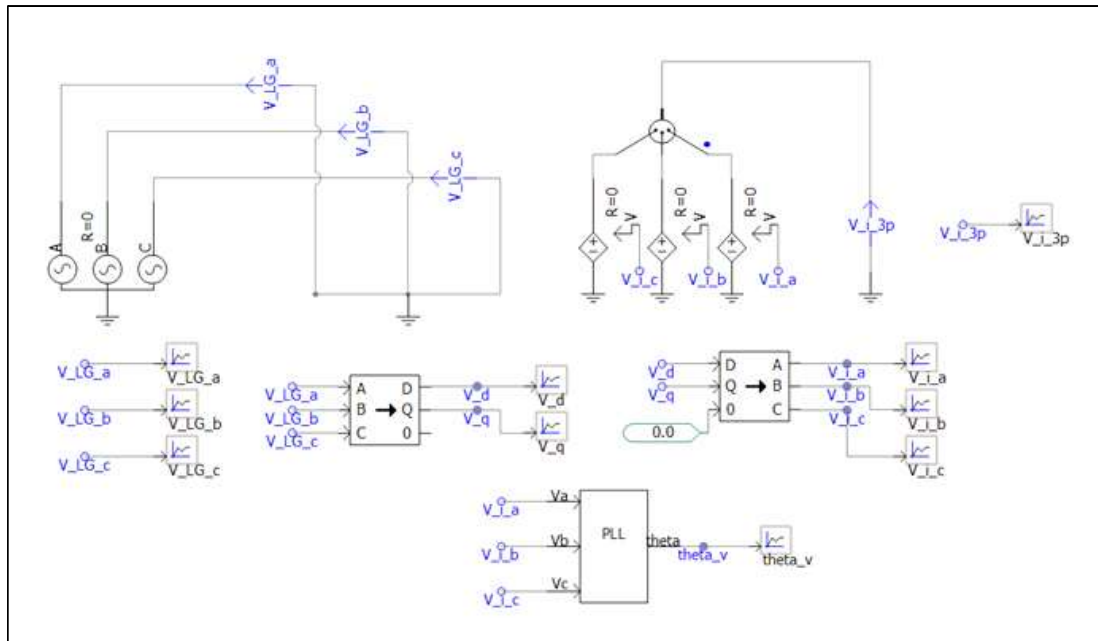 V_LG_a
V_LG_b
V_LG_c
A
R=0
B
C
R=0
V
R=0
V
R=0
V
V_i_c
V_i_b
V_i_a
V_i_3p
V_i_3p
V_i_3p
V_LG_a
V_LG_a
V_LG_b
V_LG_b
V_LG_c
V_LG_c
V_LG_a
V_LG_b
V_LG_c
A
B
C
D
Q
0
V_d
V_q
V_d
V_q
V_d
V_q
0.0
D
Q
0
A
B
C
V_i_a
V_i_b
V_i_c
V_i_a
V_i_b
V_i_c
V_i_a
V_i_b
V_i_c
Va
Vb
Vc
PLL
theta
theta_v
theta_v